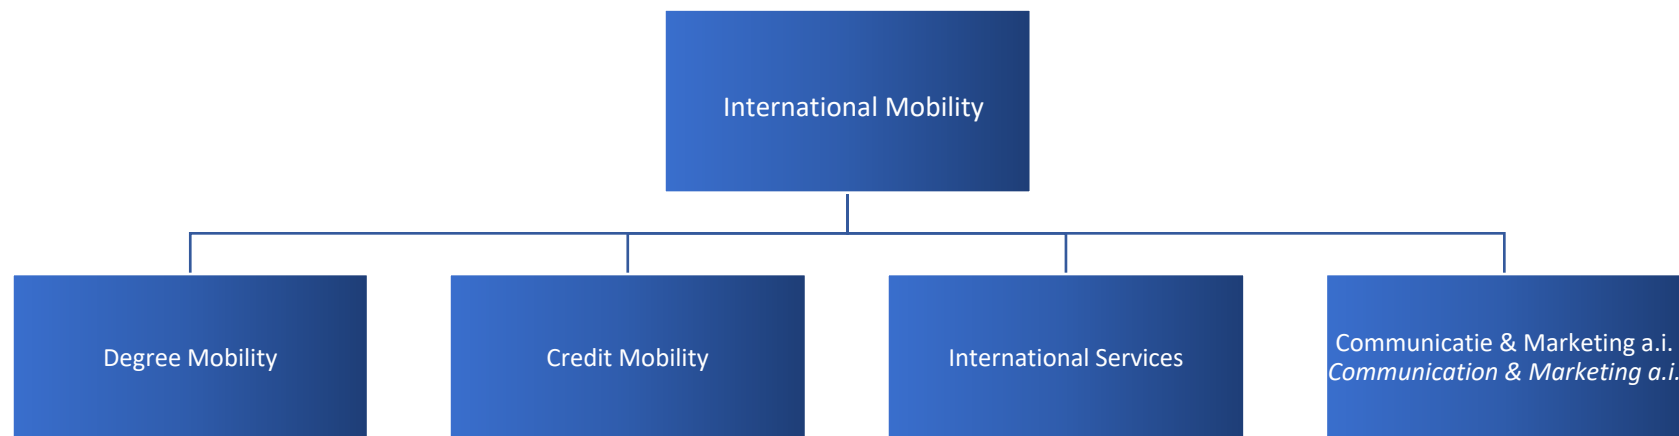 International Mobility
Degree Mobility
Credit Mobility
International Services
Communicatie & Marketing a.i.
Communication & Marketing a.i.